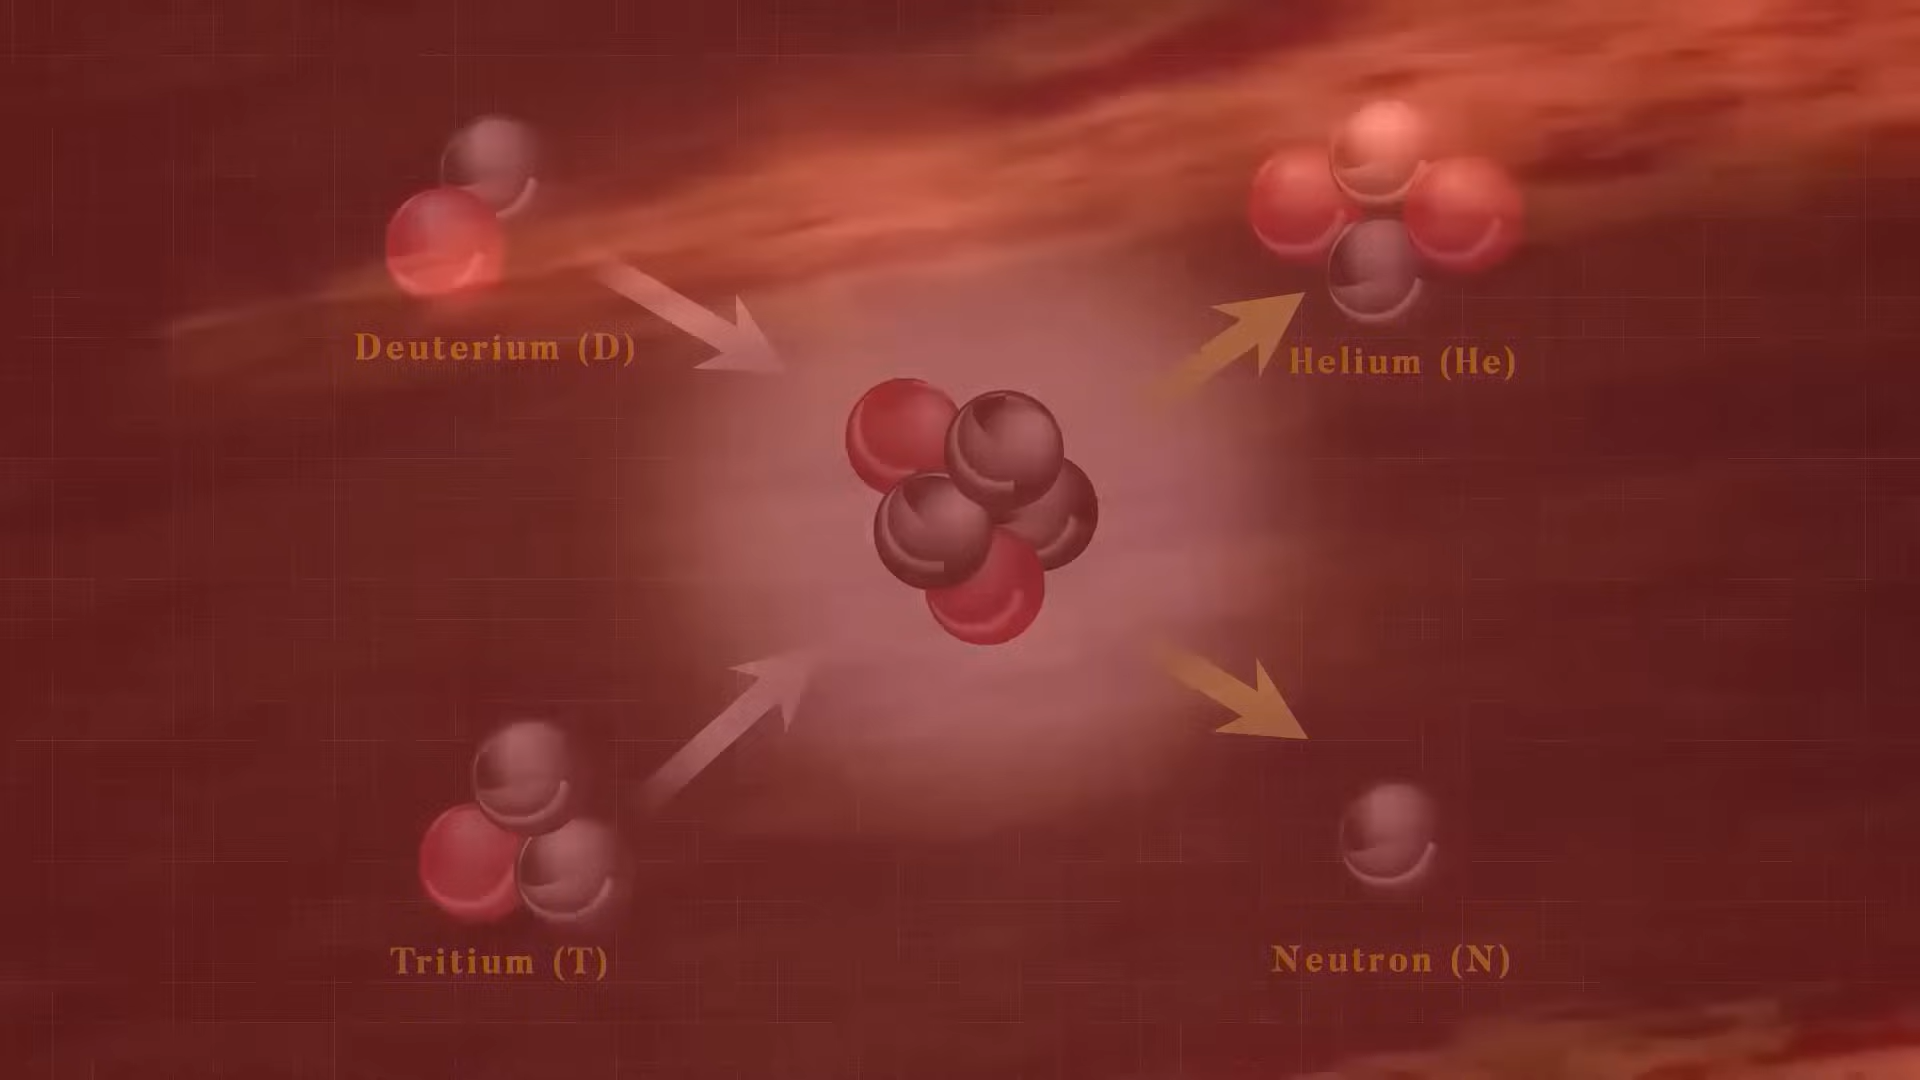 Deuterium (D)
Helium (He)
Tritium (T)
Neutron (N)